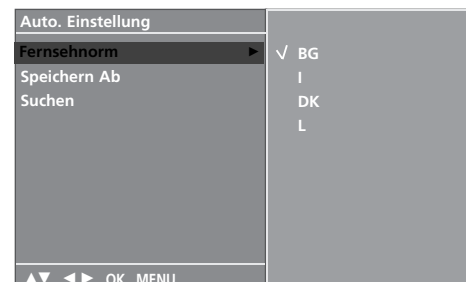 Auto. Einstellung
Fernsehnorm ►
Speichern Ab
Suchen
√ BG
I
DK
L
▲▼ ◄► OK MENU